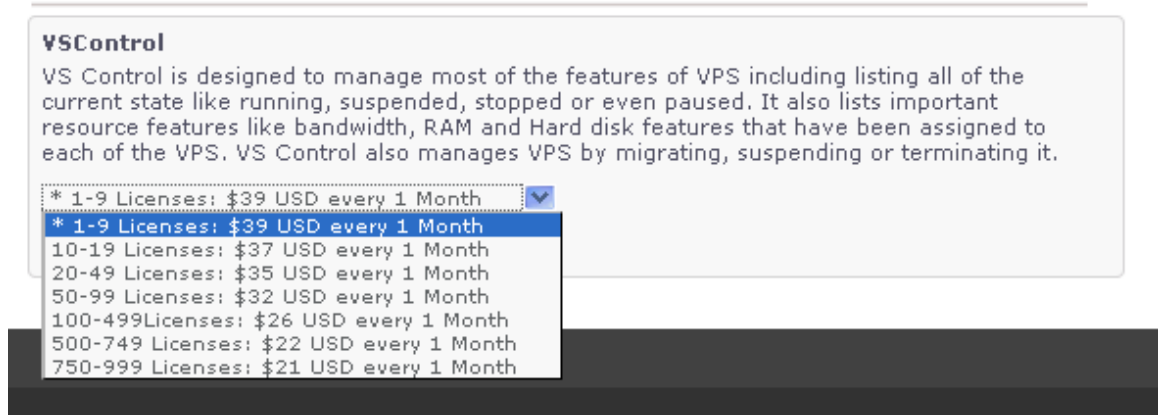 VSControl
VS Control is designed to manage most of the features of VPS including listing all of the
current state like running, suspended, stopped or even paused. It also lists important
resource features like bandwidth, RAM and Hard disk features that have been assigned to
each of the VPS. VS Control also manages VPS by migrating, suspending or terminating it.
* 1-9 Licenses: $39 USD every 1 Month
* 1-9 Licenses: $39 USD every 1 Month
10-19 Licenses: $37 USD every 1 Month
20-49 Licenses: $35 USD every 1 Month
50-99 Licenses: $32 USD every 1 Month
100-499Licenses: $26 USD every 1 Month
500-749 Licenses: $22 USD every 1 Month
750-999 Licenses: $21 USD every 1 Month